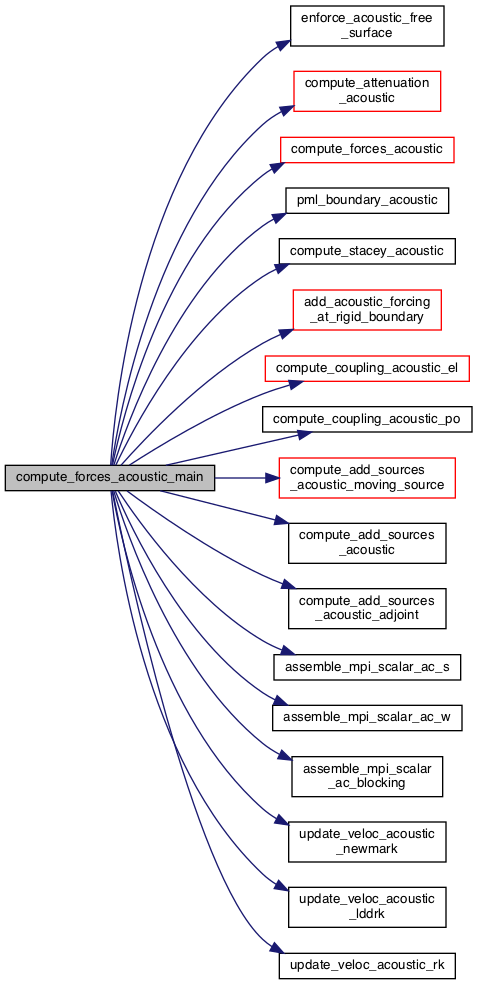 enforce_acoustic_free
_surface
compute_attenuation
_acoustic
compute_forces_acoustic
pml_boundary_acoustic
compute_stacey_acoustic
add_acoustic_forcing
_at_rigid_boundary
compute_coupling_acoustic_el
compute_coupling_acoustic_po
compute_forces_acoustic_main
compute_add_sources
_acoustic_moving_source
compute_add_sources
_acoustic
compute_add_sources
_acoustic_adjoint
assemble_mpi_scalar_ac_s
assemble_mpi_scalar_ac_w
assemble_mpi_scalar
_ac_blocking
update_veloc_acoustic
_newmark
update_veloc_acoustic
_lddrk
update_veloc_acoustic_rk